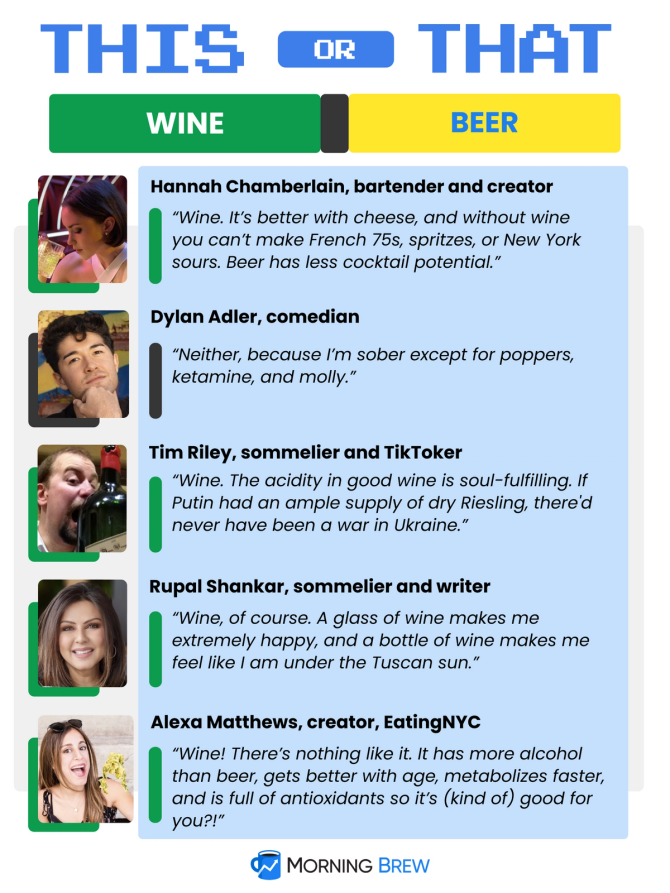 THIS OR THAT
WINE
BEER
Hannah Chamberlain, bartender and creator
“Wine. It’s better with cheese, and without wine
you can’t make French 75s, spritzes, or New York
sours. Beer has less cocktail potential.”
Dylan Adler, comedian
“Neither, because I’m sober except for poppers,
ketamine, and molly.”
Tim Riley, sommelier and TikToker
“Wine. The acidity in good wine is soul-fulfilling. If
Putin had an ample supply of dry Riesling, there'd
never have been a war in Ukraine.”
Rupal Shankar, sommelier and writer
“Wine, of course. A glass of wine makes me
extremely happy, and a bottle of wine makes me
feel like I am under the Tuscan sun.”
Alexa Matthews, creator, EatingNYC
“Wine! There’s nothing like it. It has more alcohol
than beer, gets better with age, metabolizes faster,
and is full of antioxidants so it’s (kind of) good for
you?!”
MORNING BREW